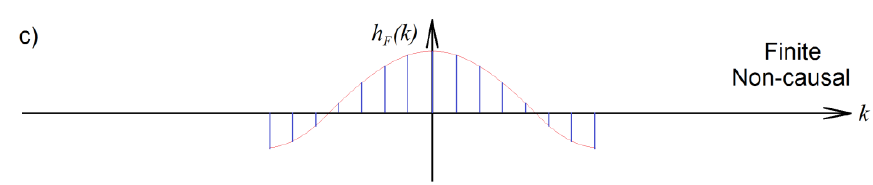 c)
h_F(k)
Finite
Non-causal
k